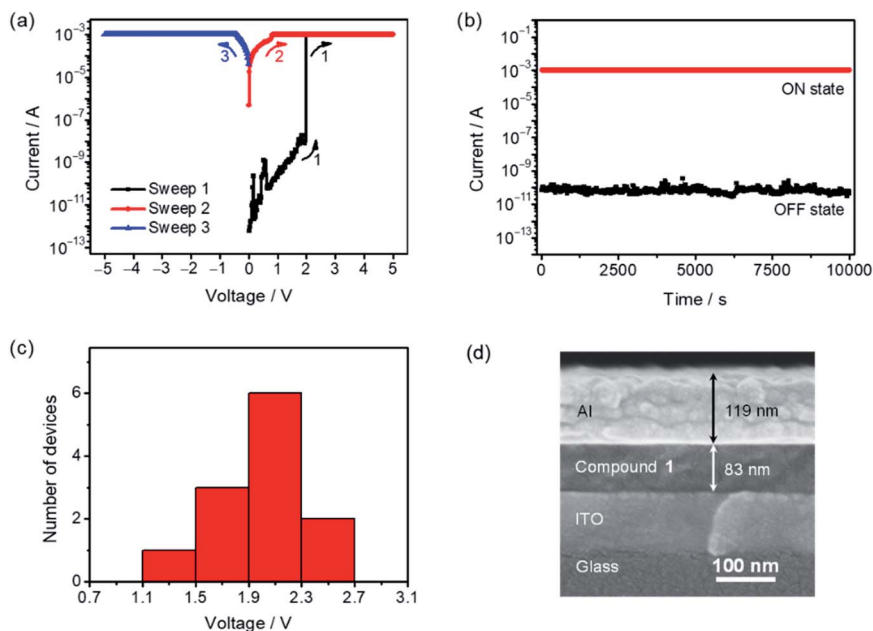 (a)
10⁻³
10⁻⁵
10⁻⁷
10⁻⁹
10⁻¹¹
10⁻¹³
Current / A
3
2
1
1
Sweep 1
Sweep 2
Sweep 3
−5 −4 −3 −2 −1 0 1 2 3 4 5
Voltage / V
(b)
10⁻¹
10⁻³
10⁻⁵
10⁻⁷
10⁻⁹
10⁻¹¹
10⁻¹³
Current / A
ON state
OFF state
0 2500 5000 7500 10000
Time / s
(c)
6
4
2
0
Number of devices
0.7 1.1 1.5 1.9 2.3 2.7 3.1
Voltage / V
(d)
Al
119 nm
Compound 1
83 nm
ITO
Glass
100 nm